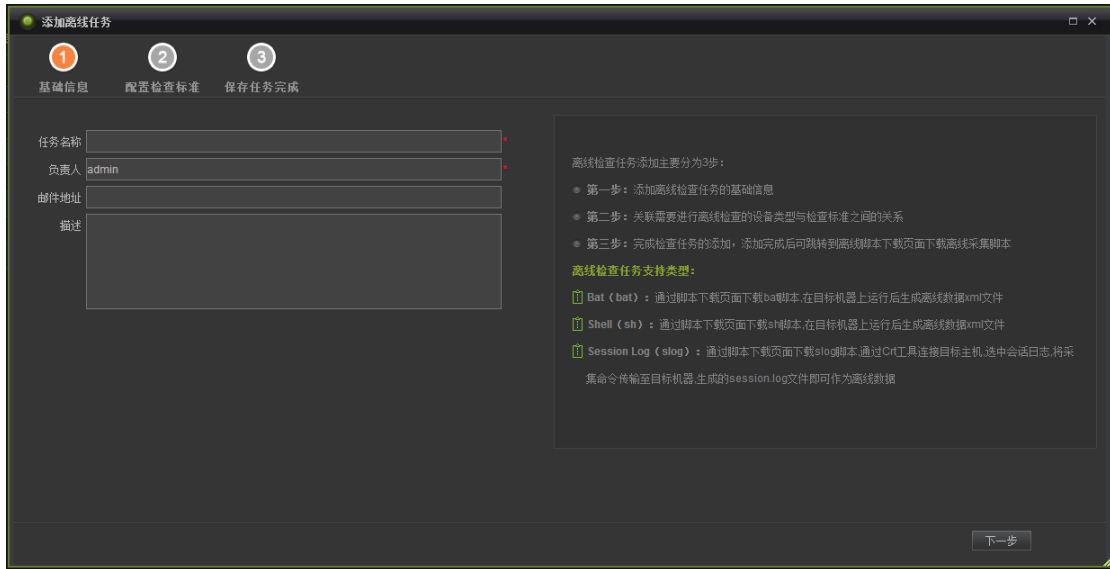 添加离线任务
1 2 3
基础信息 配置检查标准 保存任务完成
任务名称 *
负责人 admin *
邮件地址
描述
离线检查任务添加主要分为3步：
第一步：添加离线检查任务的基础信息
第二步：关联需要进行离线检查的设备类型与检查标准之间的关系
第三步：完成检查任务的添加，添加完成后可跳转到离线脚本下载页面下载离线采集脚本
离线检查任务支持类型：
Bat（bat）：通过脚本下载页面下载bat脚本,在目标机器上运行后生成离线数据xml文件
Shell（sh）：通过脚本下载页面下载sh脚本,在目标机器上运行后生成离线数据xml文件
Session Log（slog）：通过脚本下载页面下载slog脚本,通过Crt工具连接目标主机,选中会话日志,将采
集命令传输至目标机器,生成的session.log文件即可作为离线数据
下一步